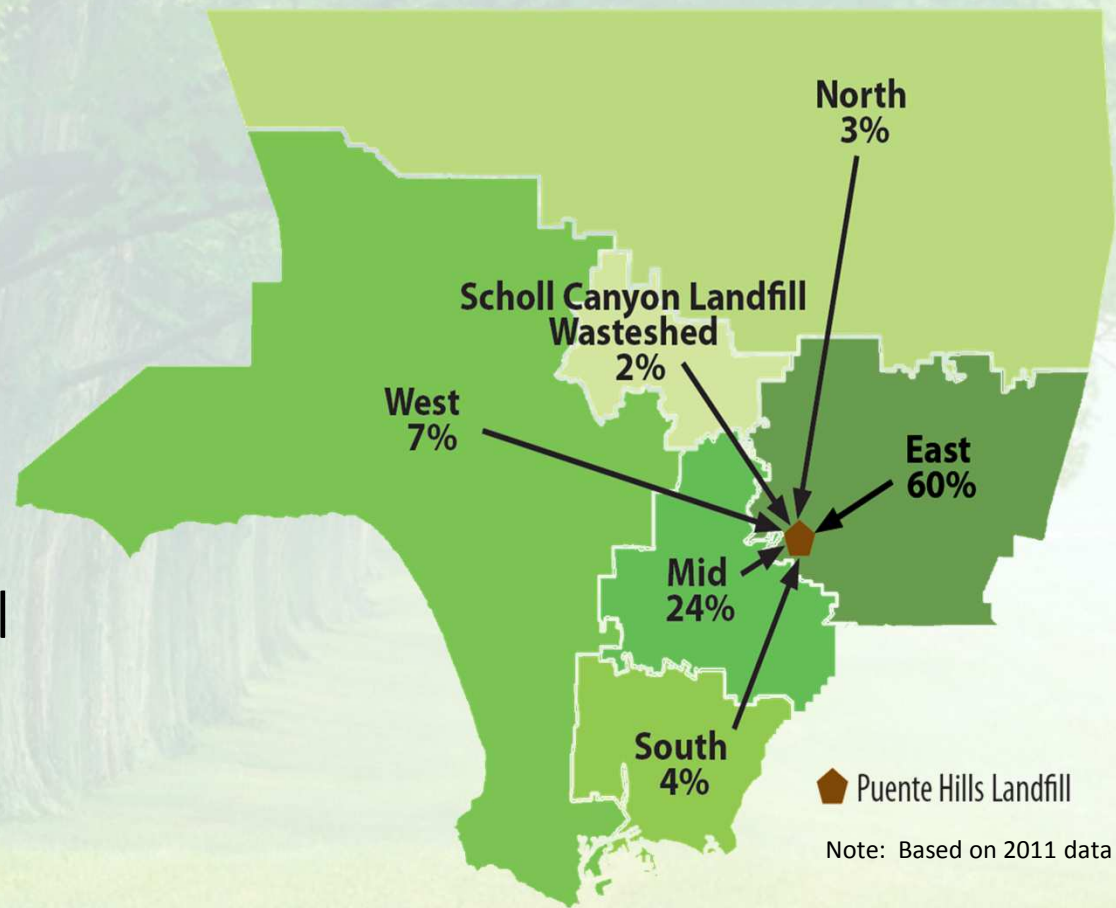 North
3%
Scholl Canyon Landfill
Wasteshed
2%
West
7%
East
60%
Mid
24%
South
4%
Puente Hills Landfill
Note: Based on 2011 data